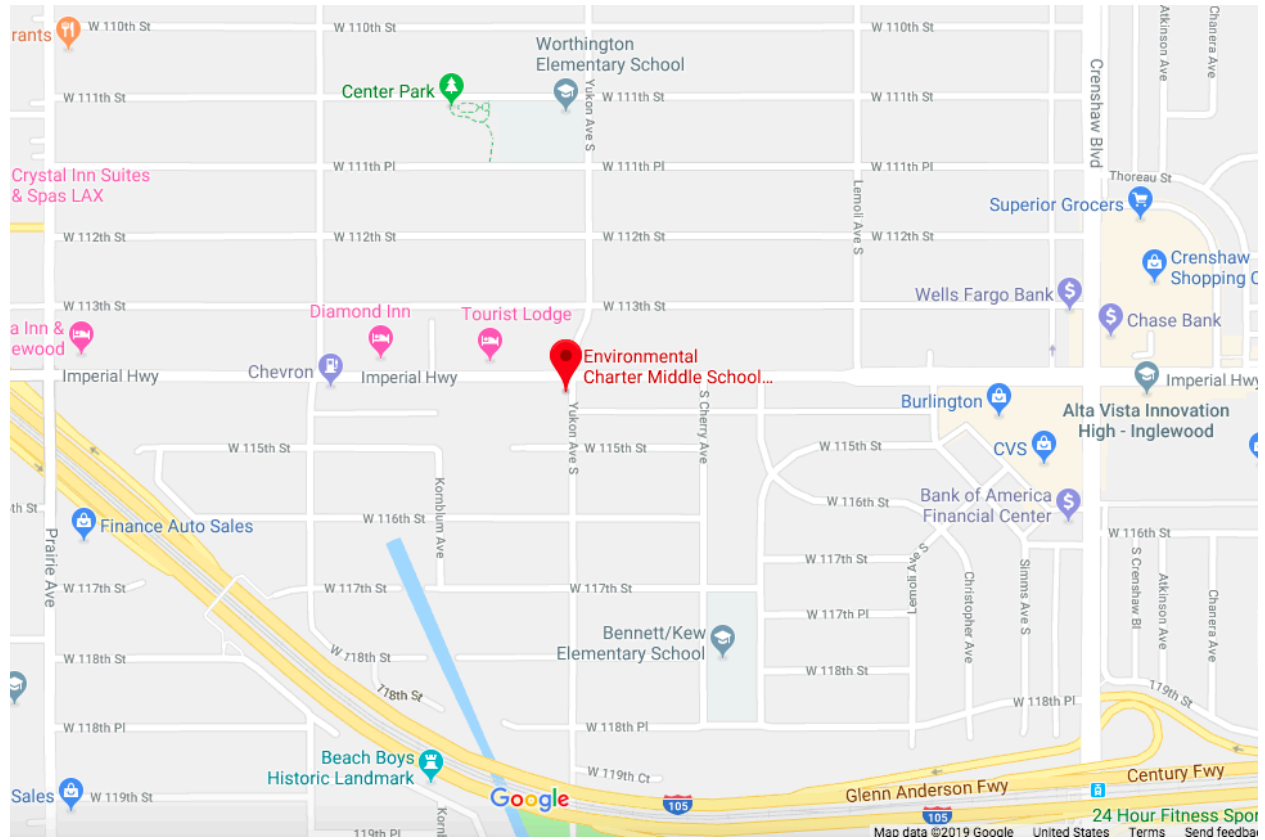 W 110th St
W 110th St
W 110th St
rants
Worthington
Elementary School
Atkinson Ave
Chanera Ave
Center Park
Crenshaw Blvd
W 111th St
W 111th St
W 111th St
Yukon Ave S
W 111th Pl
W 111th Pl
W 111th Pl
Crystal Inn Suites
& Spas LAX
Thoreau St
Lemoli Ave S
Superior Grocers
W 112th St
W 112th St
W 112th St
W 112th St
Crenshaw
Shopping C
Wells Fargo Bank
W 113th St
W 113th St
Diamond Inn
Tourist Lodge
Chase Bank
a Inn &
ewood
Environmental
Charter Middle School...
Chevron
Imperial Hwy
Imperial Hwy
Imperial Hwy
Burlington
Alta Vista Innovation
High - Inglewood
S Cherry Ave
Yukon Ave S
W 115th St
W 115th St
W 115th St
CVS
Kornblum Ave
Bank of America
Financial Center
th St
W 116th St
W 116th St
W 116th St
Finance Auto Sales
Prairie Ave
S Lemoli Ave
W 117th St
W 117th St
W 117th St
W 117th St
Christopher Ave
Simms Ave S
S Crenshaw Bl
Atkinson Ave
Chanera Ave
W 117th Pl
Bennett/Kew
Elementary School
W 118th St
W 118th St
W 118th St
118th St
119th St
W 118th Pl
W 118th Pl
W 118th Pl
Beach Boys
Historic Landmark
W 119th Ct
Century Fwy
Glenn Anderson Fwy
Sales
W 119th St
Google
105
105
24 Hour Fitness Spor
119th Pl
Kornl
Map data ©2019 Google
United States
Terms
Send feedbac